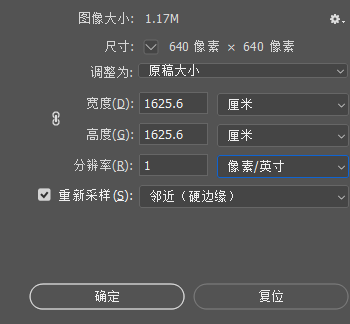 图像大小: 1.17M
尺寸: 640 像素 × 640 像素
调整为: 原稿大小
宽度(D): 1625.6 厘米
高度(G): 1625.6 厘米
分辨率(R): 1 像素/英寸
重新采样(S): 邻近（硬边缘）
确定 复位